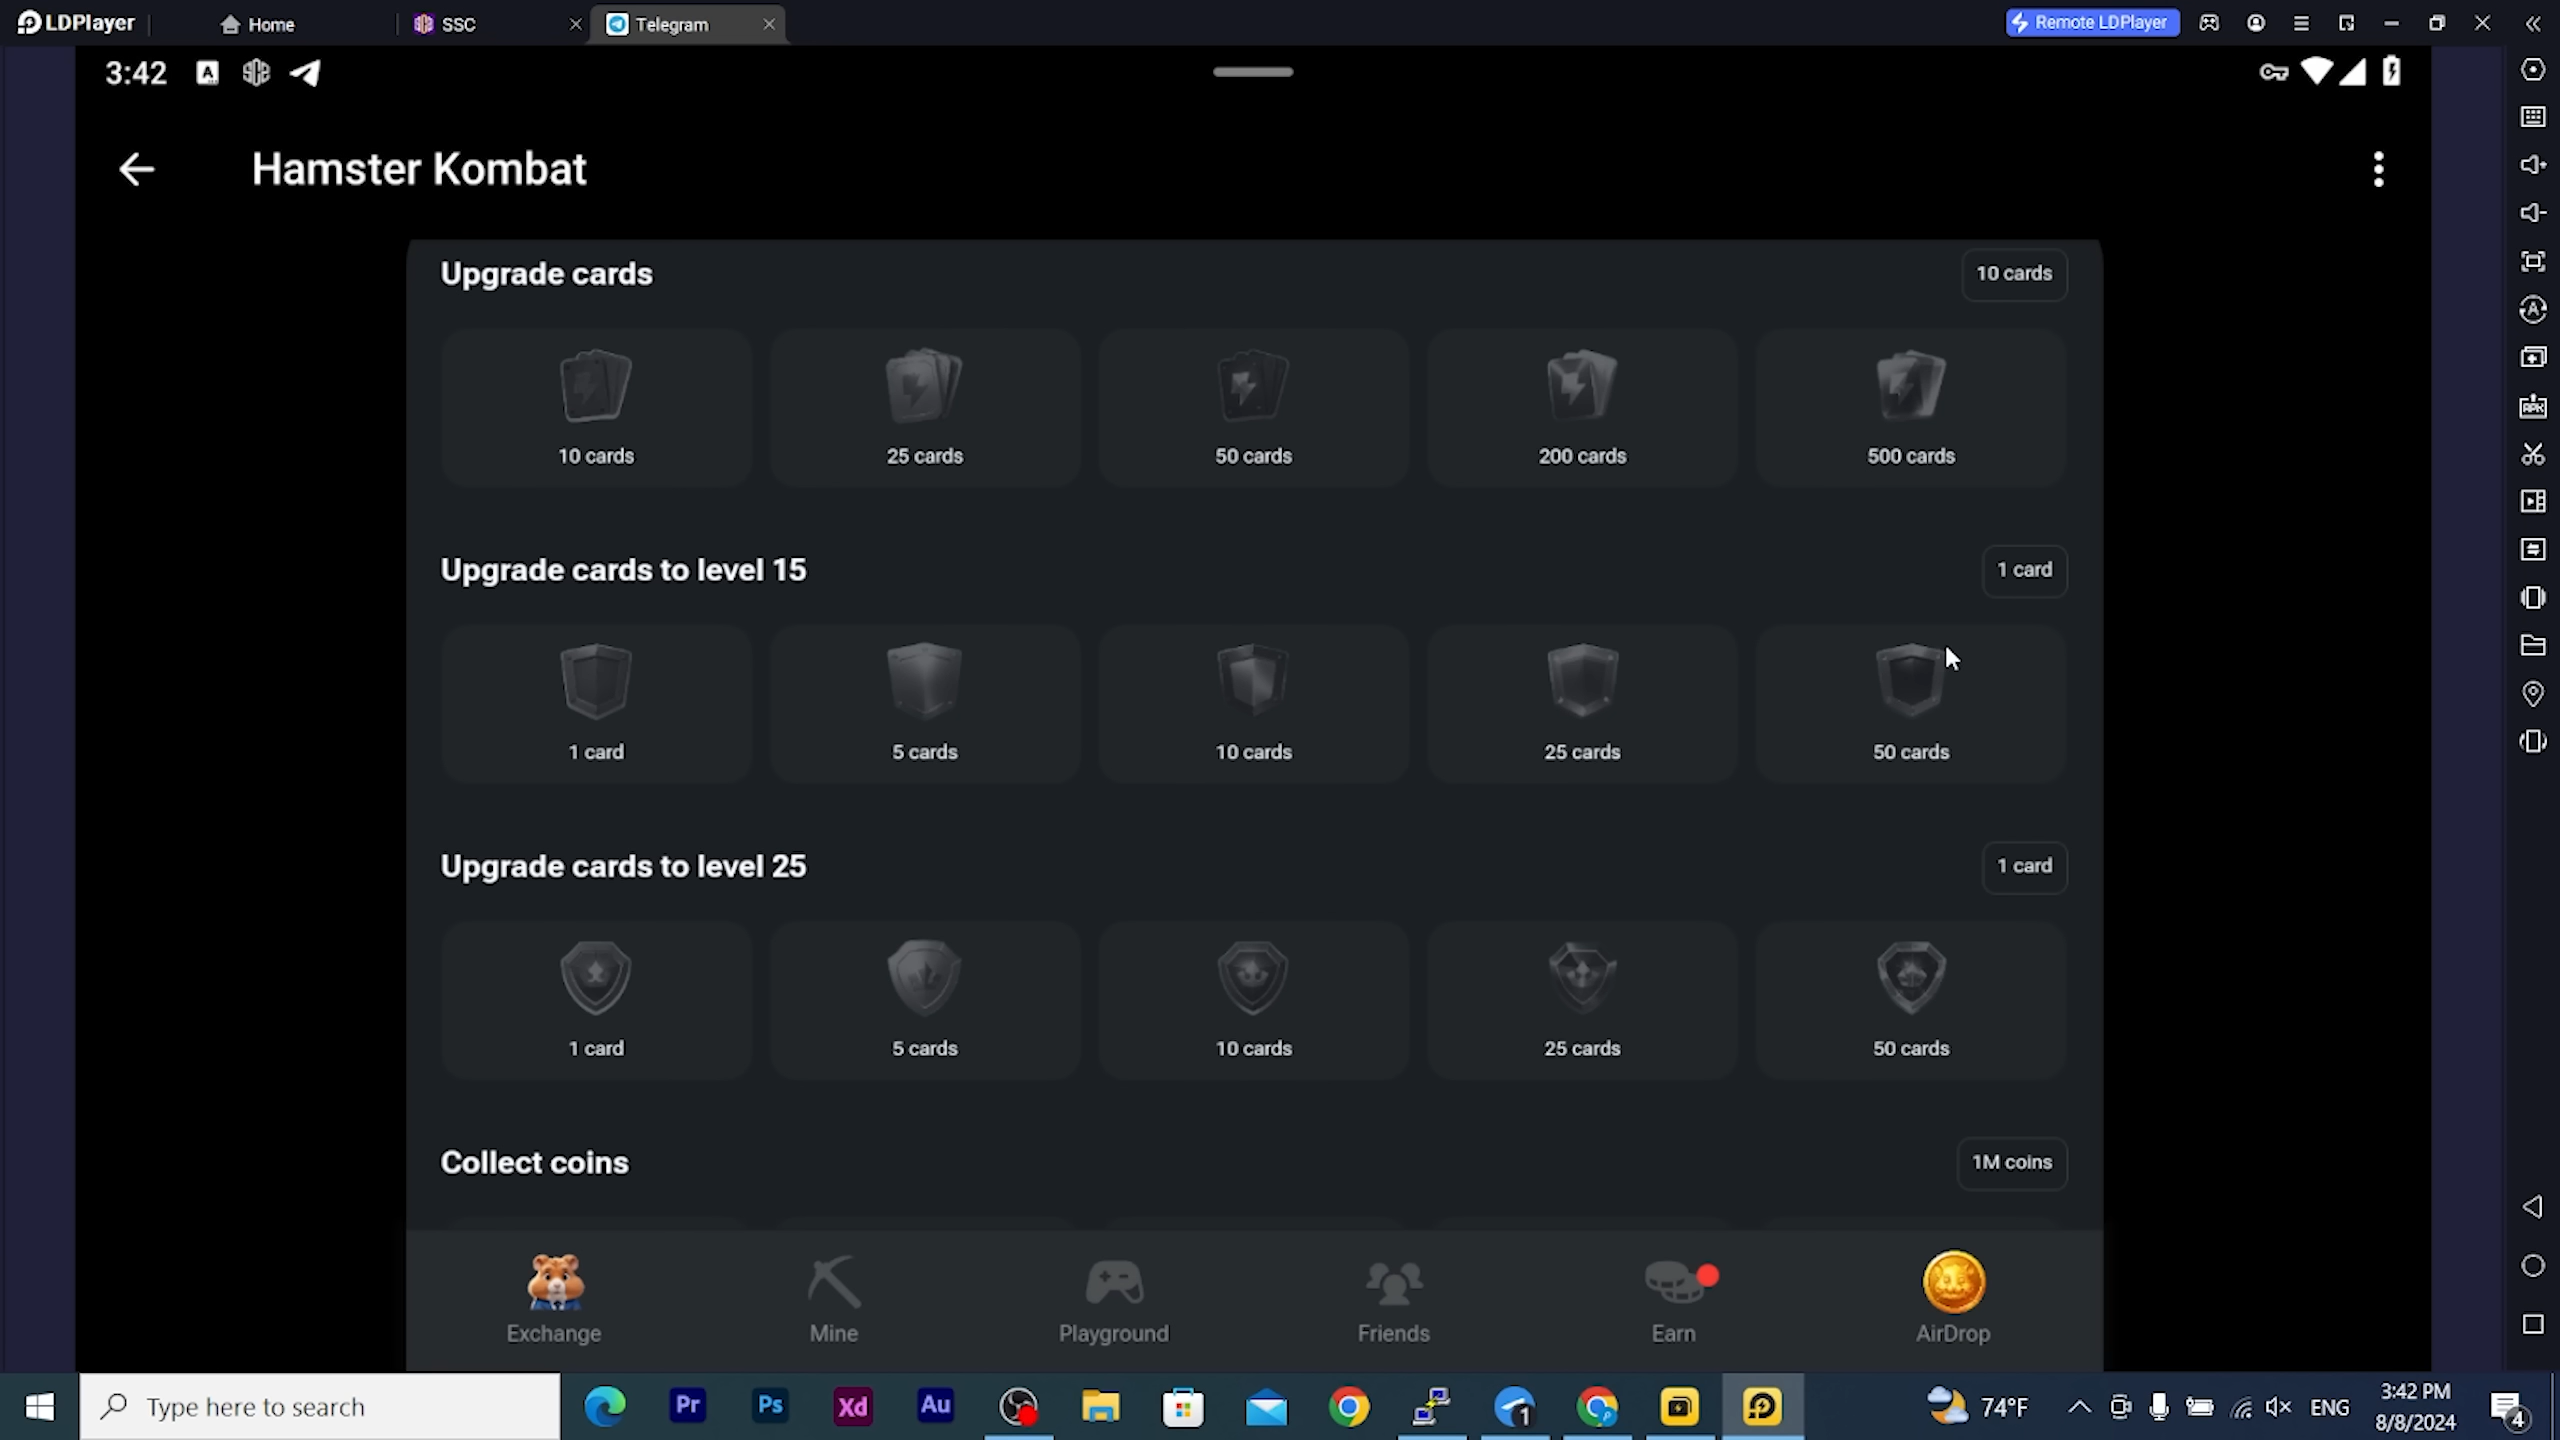 LDPlayer
Home
SSC
Telegram
Remote LDPlayer
3:42
Hamster Kombat
Upgrade cards
10 cards
10 cards
25 cards
50 cards
200 cards
500 cards
Upgrade cards to level 15
1 card
1 card
5 cards
10 cards
25 cards
50 cards
Upgrade cards to level 25
1 card
1 card
5 cards
10 cards
25 cards
50 cards
Collect coins
1M coins
Exchange
Mine
Playground
Friends
Earn
AirDrop
Type here to search
Pr
Ps
Xd
Au
1
74°F
ENG
3:42 PM
8/8/2024
4